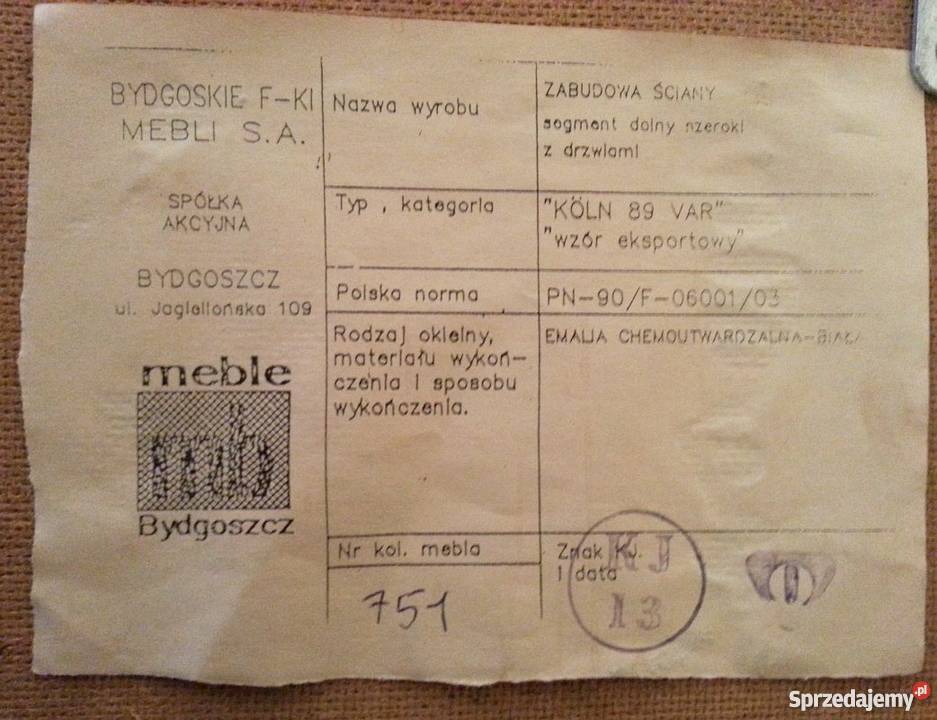 BYDGOSKIE F-KI
MEBLI S.A.
SPÓŁKA
AKCYJNA
BYDGOSZCZ
ul. Jagiellońska 109
meble
mb
Bydgoszcz
Nazwa wyrobu
ZABUDOWA ŚCIANY
segment dolny szeroki
z drzwiami
Typ , kategoria
"KÖLN 89 VAR"
"wzór eksportowy"
Polska norma
PN-90/F-06001/03
Rodzaj okleiny,
materiału wykoń-
czenia i sposobu
wykończenia.
EMALIA CHEMOUTWARDZALNA-BIAŁA
Nr kol. mebla
751
Znak KJ.
i data
KJ
13
Sprzedajemy.pl